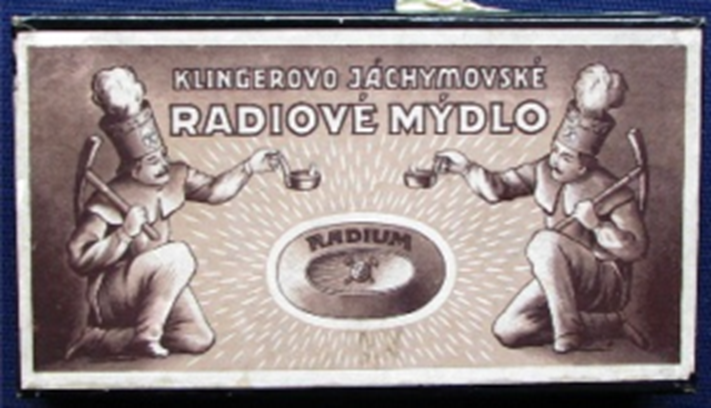 KLINGEROVO JÁCHYMOVSKÉ
RADIOVÉ MÝDLO
RADIUM